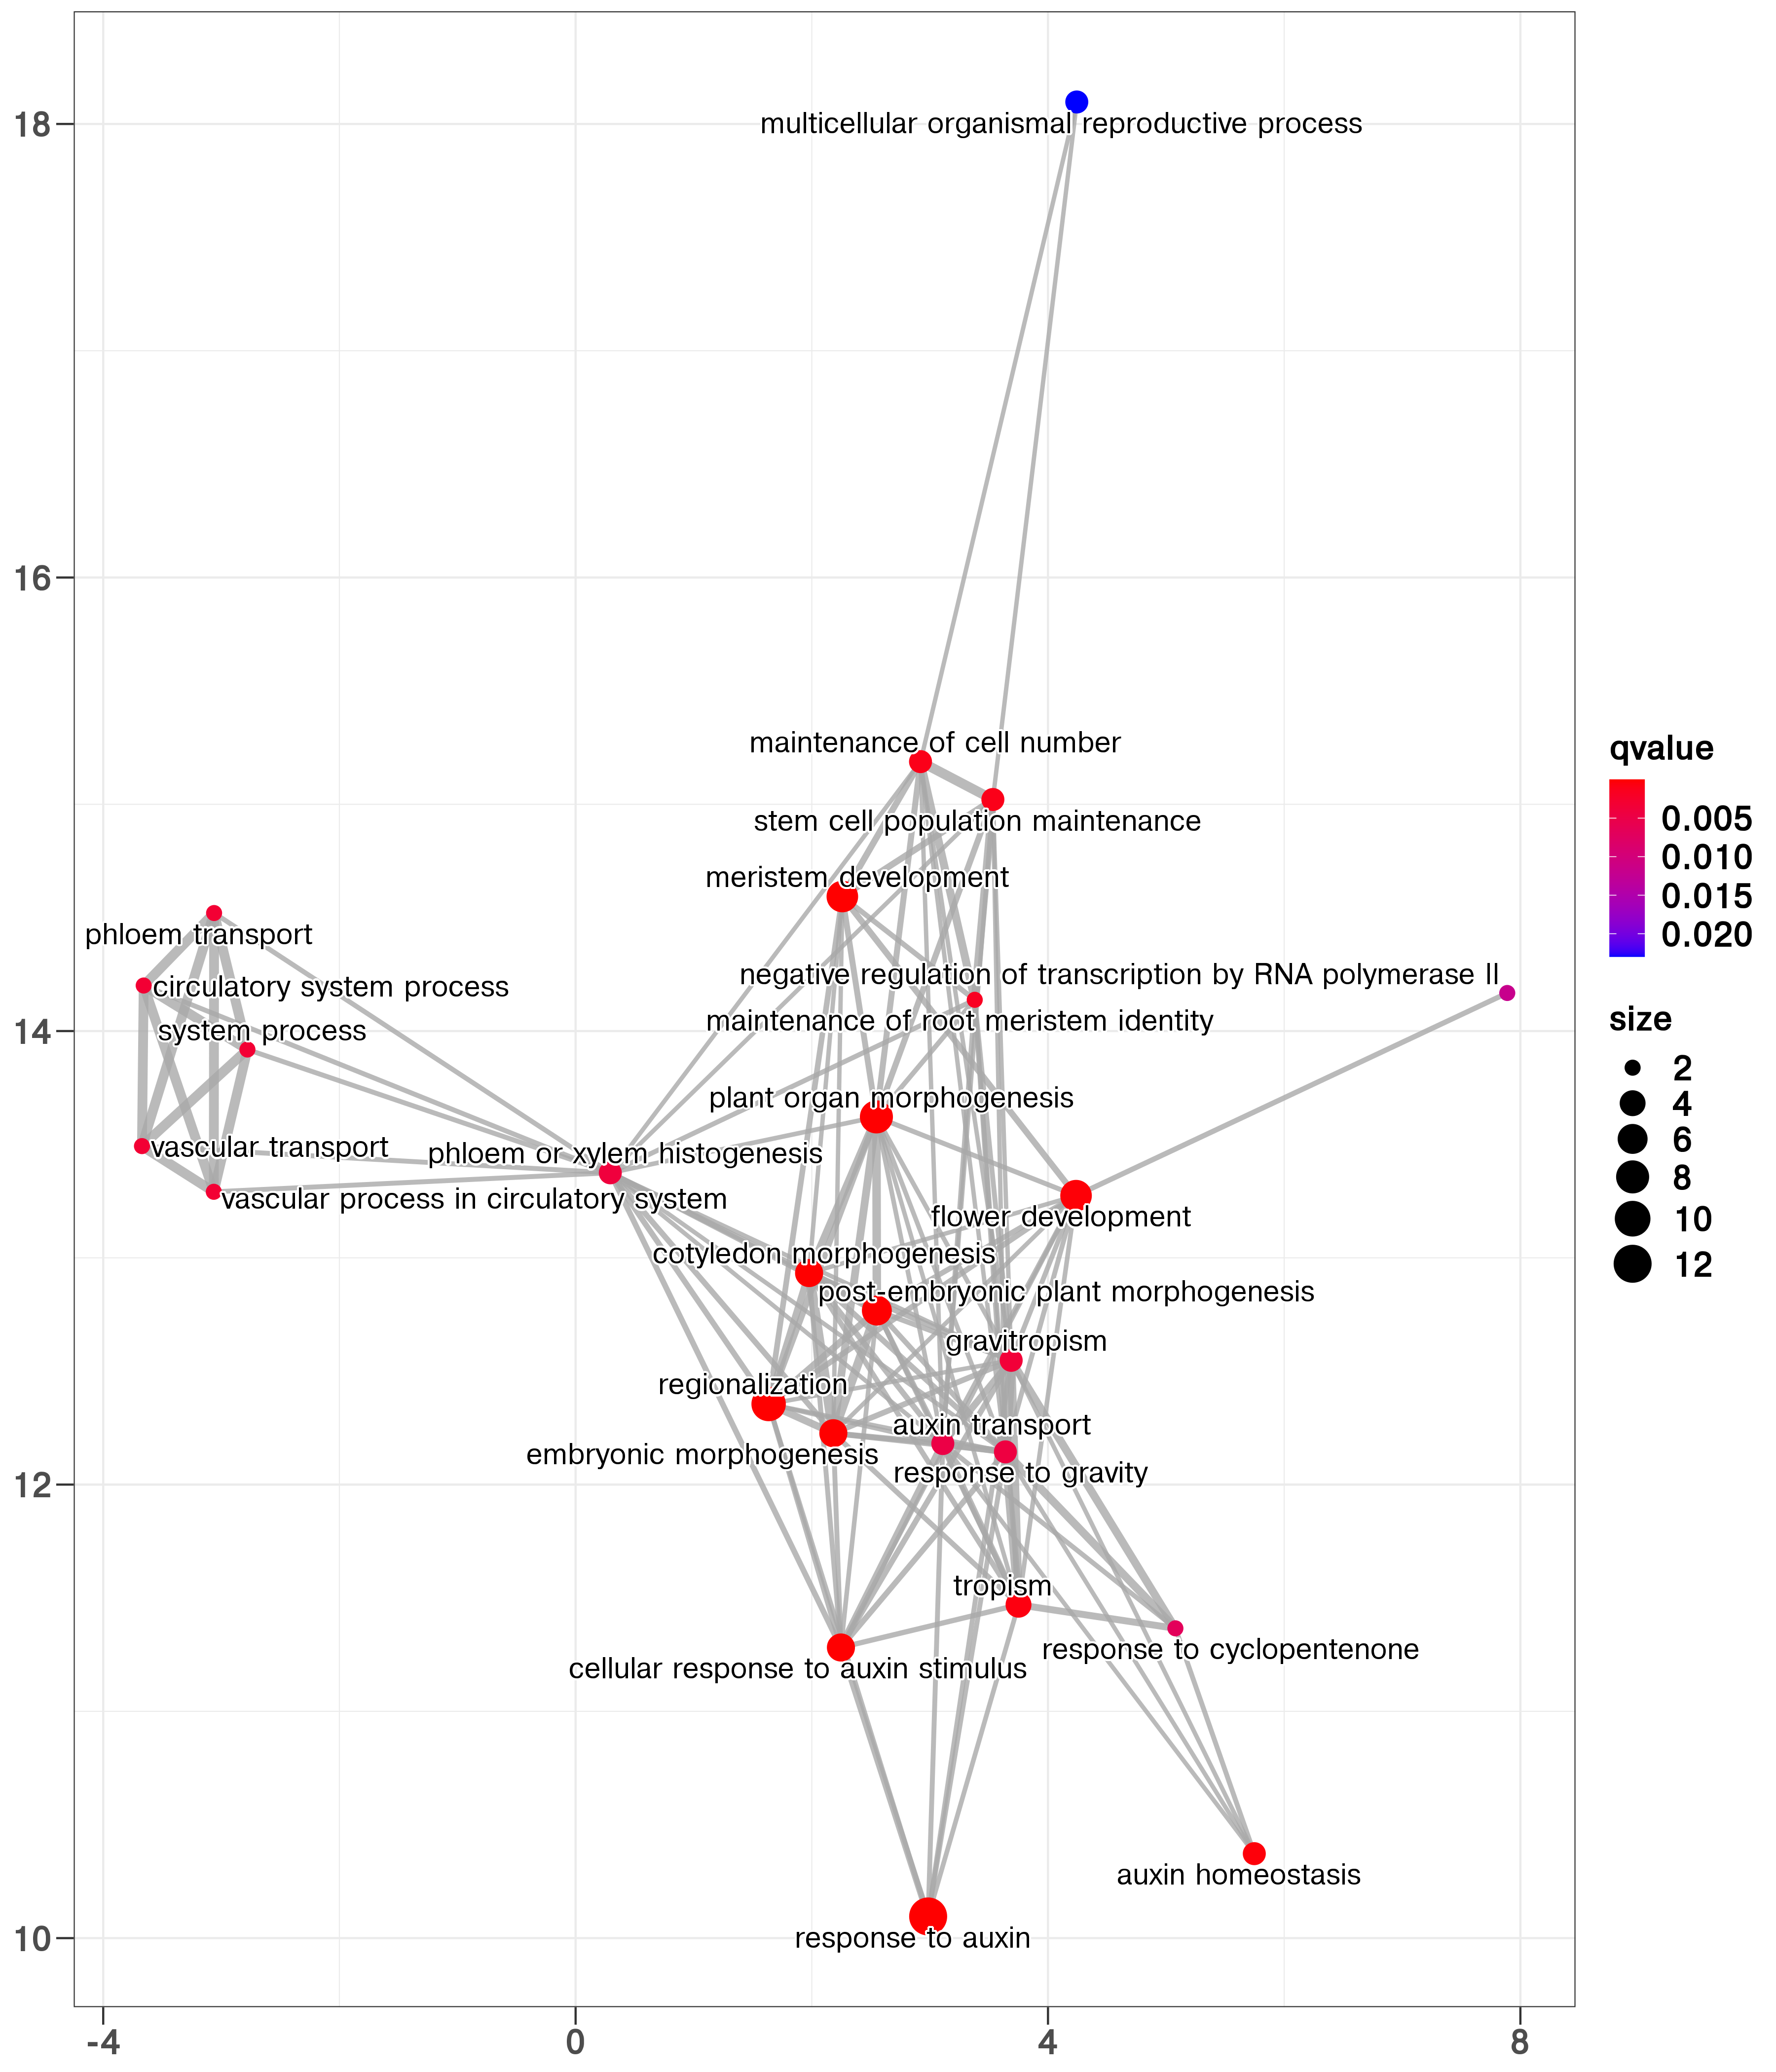 18
multicellular organismal reproductive process
16
maintenance of cell number
stem cell population maintenance
meristem development
phloem transport
negative regulation of transcription by RNA polymerase II
circulatory system process
maintenance of root meristem identity
14
system process
plant organ morphogenesis
vascular transport
phloem or xylem histogenesis
vascular process in circulatory system
flower development
cotyledon morphogenesis
post-embryonic plant morphogenesis
gravitropism
regionalization
auxin transport
embryonic morphogenesis
response to gravity
12
tropism
response to cyclopentenone
cellular response to auxin stimulus
auxin homeostasis
response to auxin
10
-4
0
4
8
qvalue
0.005
0.010
0.015
0.020
size
2
4
6
8
10
12